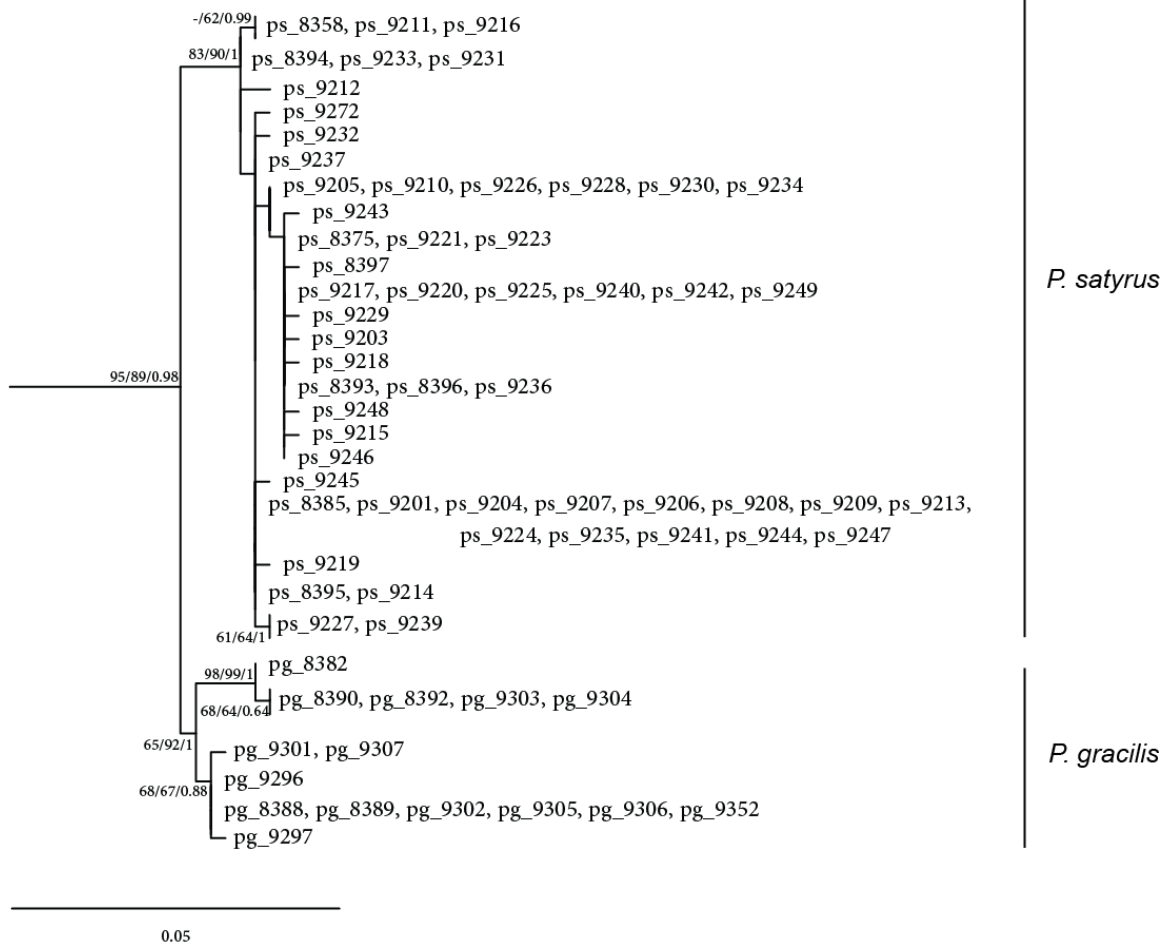 -/62/0.99
ps_8358, ps_9211, ps_9216
83/90/1
ps_8394, ps_9233, ps_9231
ps_9212
ps_9272
ps_9232
ps_9237
ps_9205, ps_9210, ps_9226, ps_9228, ps_9230, ps_9234
ps_9243
ps_8375, ps_9221, ps_9223
ps_8397
P. satyrus
ps_9217, ps_9220, ps_9225, ps_9240, ps_9242, ps_9249
ps_9229
ps_9203
ps_9218
95/89/0.98
ps_8393, ps_8396, ps_9236
ps_9248
ps_9215
ps_9246
ps_9245
ps_8385, ps_9201, ps_9204, ps_9207, ps_9206, ps_9208, ps_9209, ps_9213,
ps_9224, ps_9235, ps_9241, ps_9244, ps_9247
ps_9219
ps_8395, ps_9214
ps_9227, ps_9239
61/64/1
pg_8382
98/99/1
pg_8390, pg_8392, pg_9303, pg_9304
68/64/0.64
65/92/1
pg_9301, pg_9307
P. gracilis
pg_9296
68/67/0.88
pg_8388, pg_8389, pg_9302, pg_9305, pg_9306, pg_9352
pg_9297
0.05